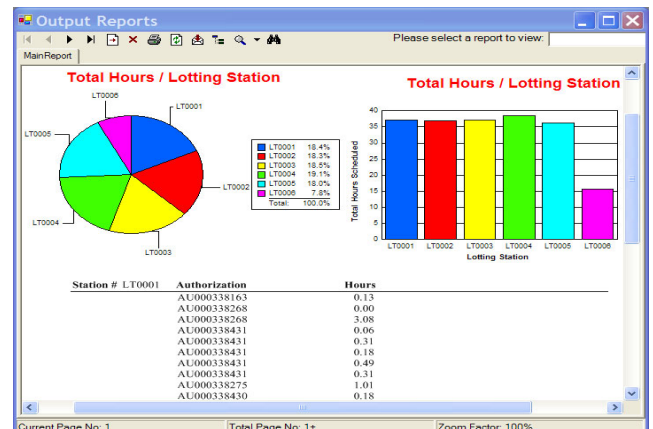 Output Reports
Please select a report to view:
MainReport
Total Hours / Lotting Station
LT0006
LT0001
LT0005
LT0002
LT0004
LT0003
LT0001 18.4%
LT0002 18.3%
LT0003 18.5%
LT0004 19.1%
LT0005 18.0%
LT0006 7.8%
Total: 100.0%
Total Hours / Lotting Station
Total Hours Scheduled
40
35
30
25
20
15
10
5
0
LT0001 LT0002 LT0003 LT0004 LT0005 LT0006
Lotting Station
Station # LT0001 Authorization Hours
AU000338163 0.13
AU000338268 0.00
AU000338268 3.08
AU000338431 0.06
AU000338431 0.31
AU000338431 0.18
AU000338431 0.49
AU000338431 0.31
AU000338275 1.01
AU000338430 0.18
Current Page No: 1 Total Page No: 1+ Zoom Factor: 100%